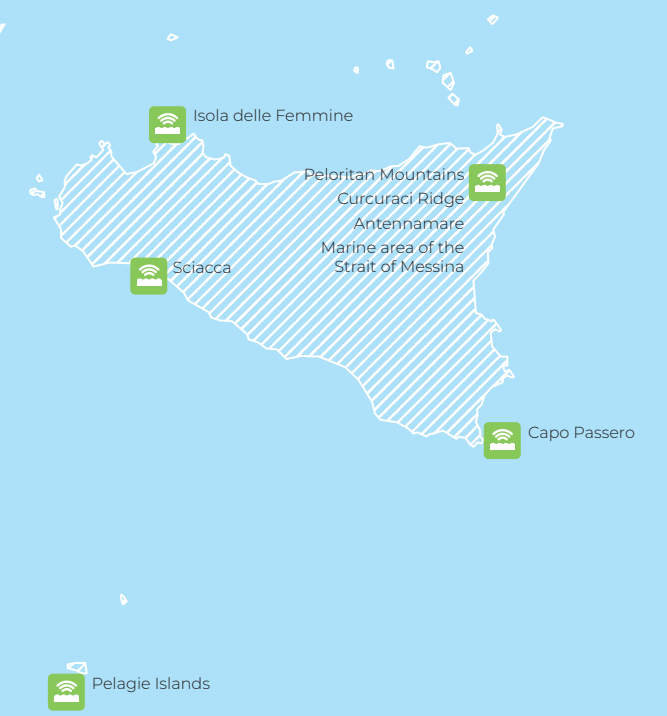 Isola delle Femmine
Peloritan Mountains
Curcuraci Ridge
Antennamare
Marine area of the
Strait of Messina
Sciacca
Capo Passero
Pelagie Islands